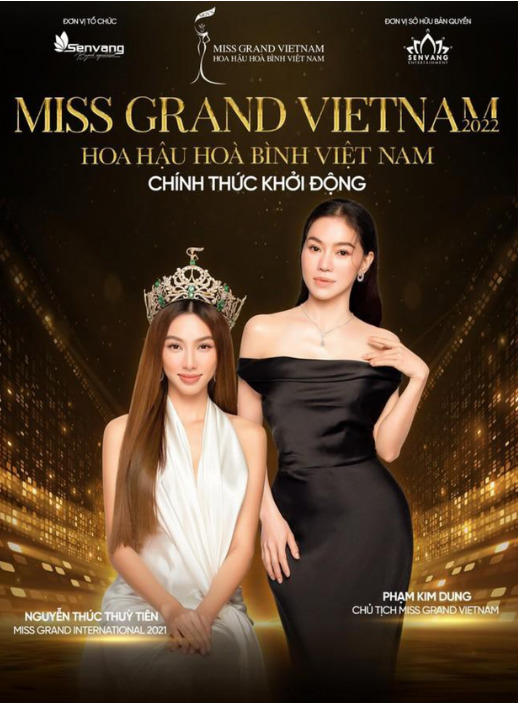 ĐƠN VỊ TỔ CHỨC
Senvang
MISS GRAND VIETNAM
HOA HẬU HOÀ BÌNH VIỆT NAM
ĐƠN VỊ SỞ HỮU BẢN QUYỀN
SENVANG
ENTERTAINMENT
MISS GRAND VIETNAM
2022
HOA HẬU HOÀ BÌNH VIỆT NAM
CHÍNH THỨC KHỞI ĐỘNG
PHẠM KIM DUNG
CHỦ TỊCH MISS GRAND VIETNAM
NGUYỄN THÚC THUỲ TIÊN
MISS GRAND INTERNATIONAL 2021